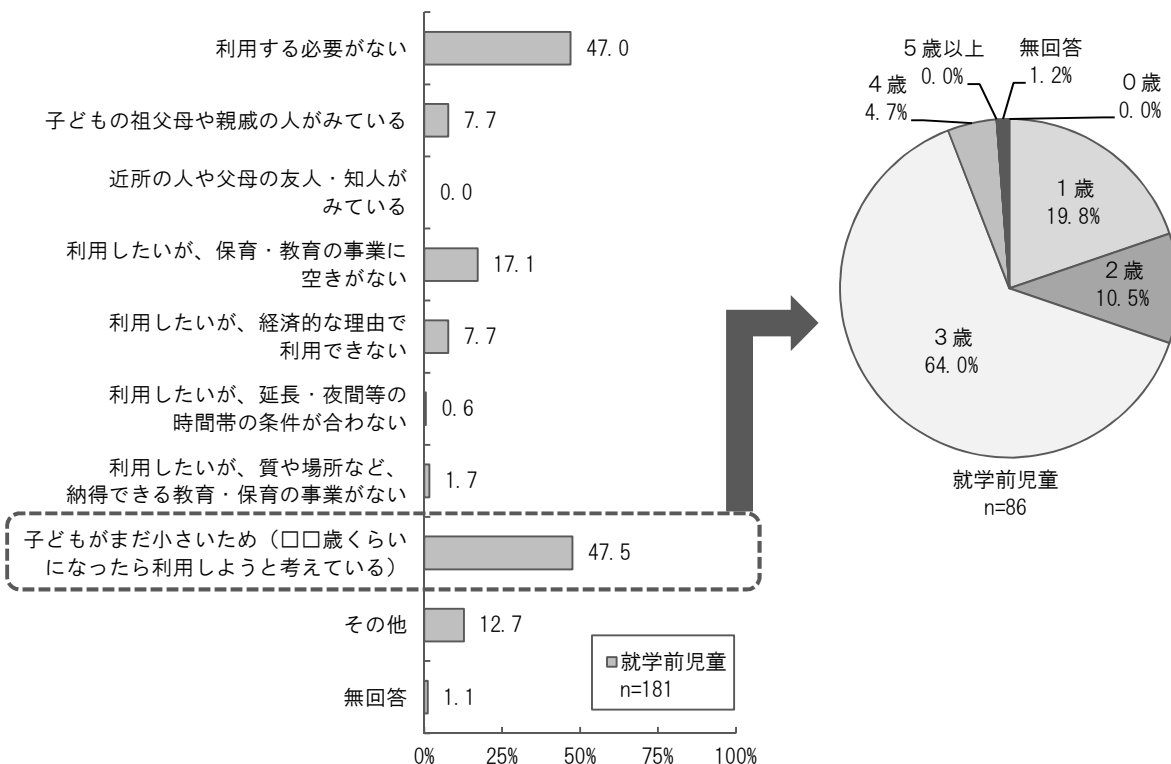 利用する必要がない
47.0
子どもの祖父母や親戚の人がみている
7.7
近所の人や父母の友人・知人が
みている
0.0
利用したいが、保育・教育の事業に
空きがない
17.1
利用したいが、経済的な理由で
利用できない
7.7
利用したいが、延長・夜間等の
時間帯の条件が合わない
0.6
利用したいが、質や場所など、
納得できる教育・保育の事業がない
1.7
子どもがまだ小さいため（□□歳くらい
になったら利用しようと考えている）
47.5
その他
12.7
無回答
1.1
0%
25%
50%
75%
100%
就学前児童
n=181
５歳以上
0.0%
無回答
1.2%
４歳
4.7%
０歳
0.0%
１歳
19.8%
２歳
10.5%
３歳
64.0%
就学前児童
n=86